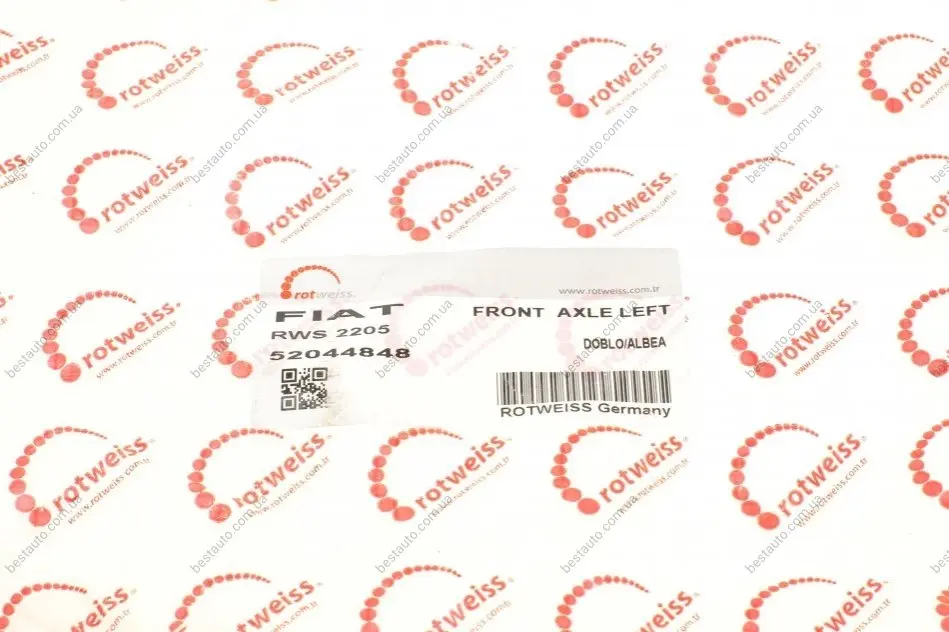 rotweiss.
www.rotweiss.com.tr
FIAT
RWS 2205
52044848
FRONT AXLE LEFT
DOBLO/ALBEA
ROTWEISS Germany
rotweiss
www.rotweiss.com.tr
bestauto.com.ua